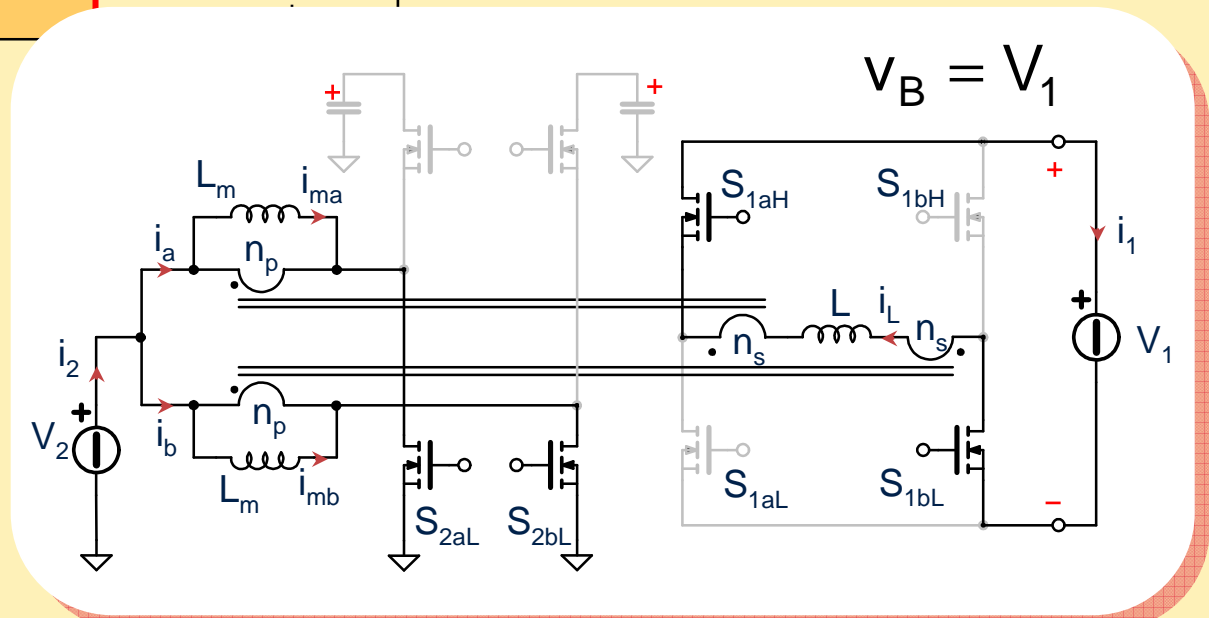 v_B = V_1
+
+
L_m
i_ma
S_1aH
S_1bH
+
i_a
n_p
i_1
L
i_L
n_s
n_s
+
V_1
i_2
+
V_2
i_b
n_p
L_m
i_mb
S_2aL
S_2bL
S_1aL
S_1bL
−